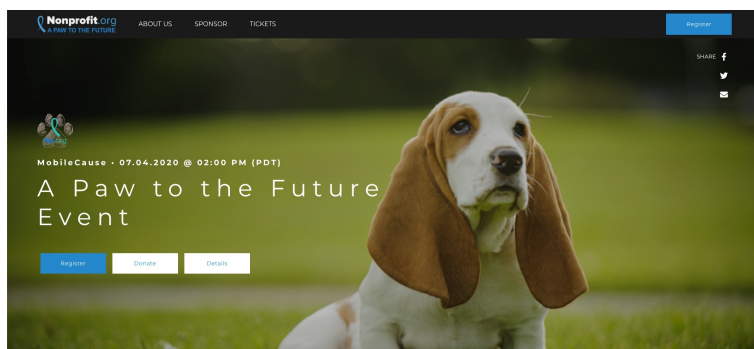 Nonprofit.org
A PAW TO THE FUTURE
ABOUT US
SPONSOR
TICKETS
Register
SHARE
MobileCause • 07.04.2020 @ 02:00 PM (PDT)
A Paw to the Future
Event
Register
Donate
Details